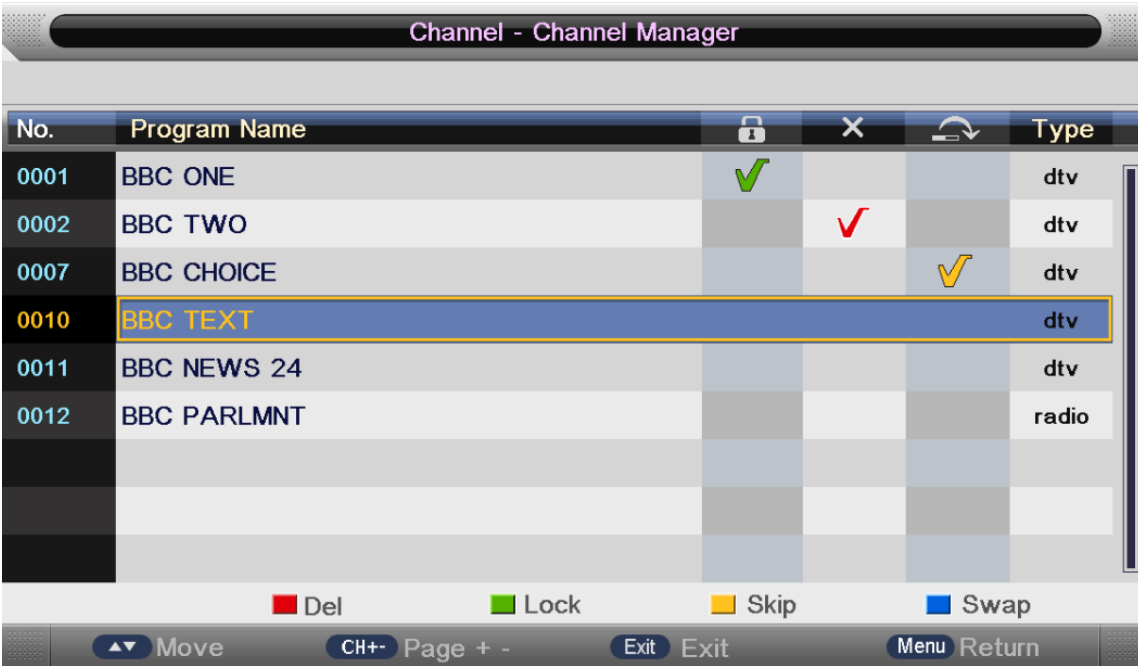 Channel - Channel Manager
No. Program Name Type
0001 BBC ONE dtv
0002 BBC TWO dtv
0007 BBC CHOICE dtv
0010 BBC TEXT dtv
0011 BBC NEWS 24 dtv
0012 BBC PARLMNT radio
Del Lock Skip Swap
Move CH+- Page + - Exit Exit Menu Return